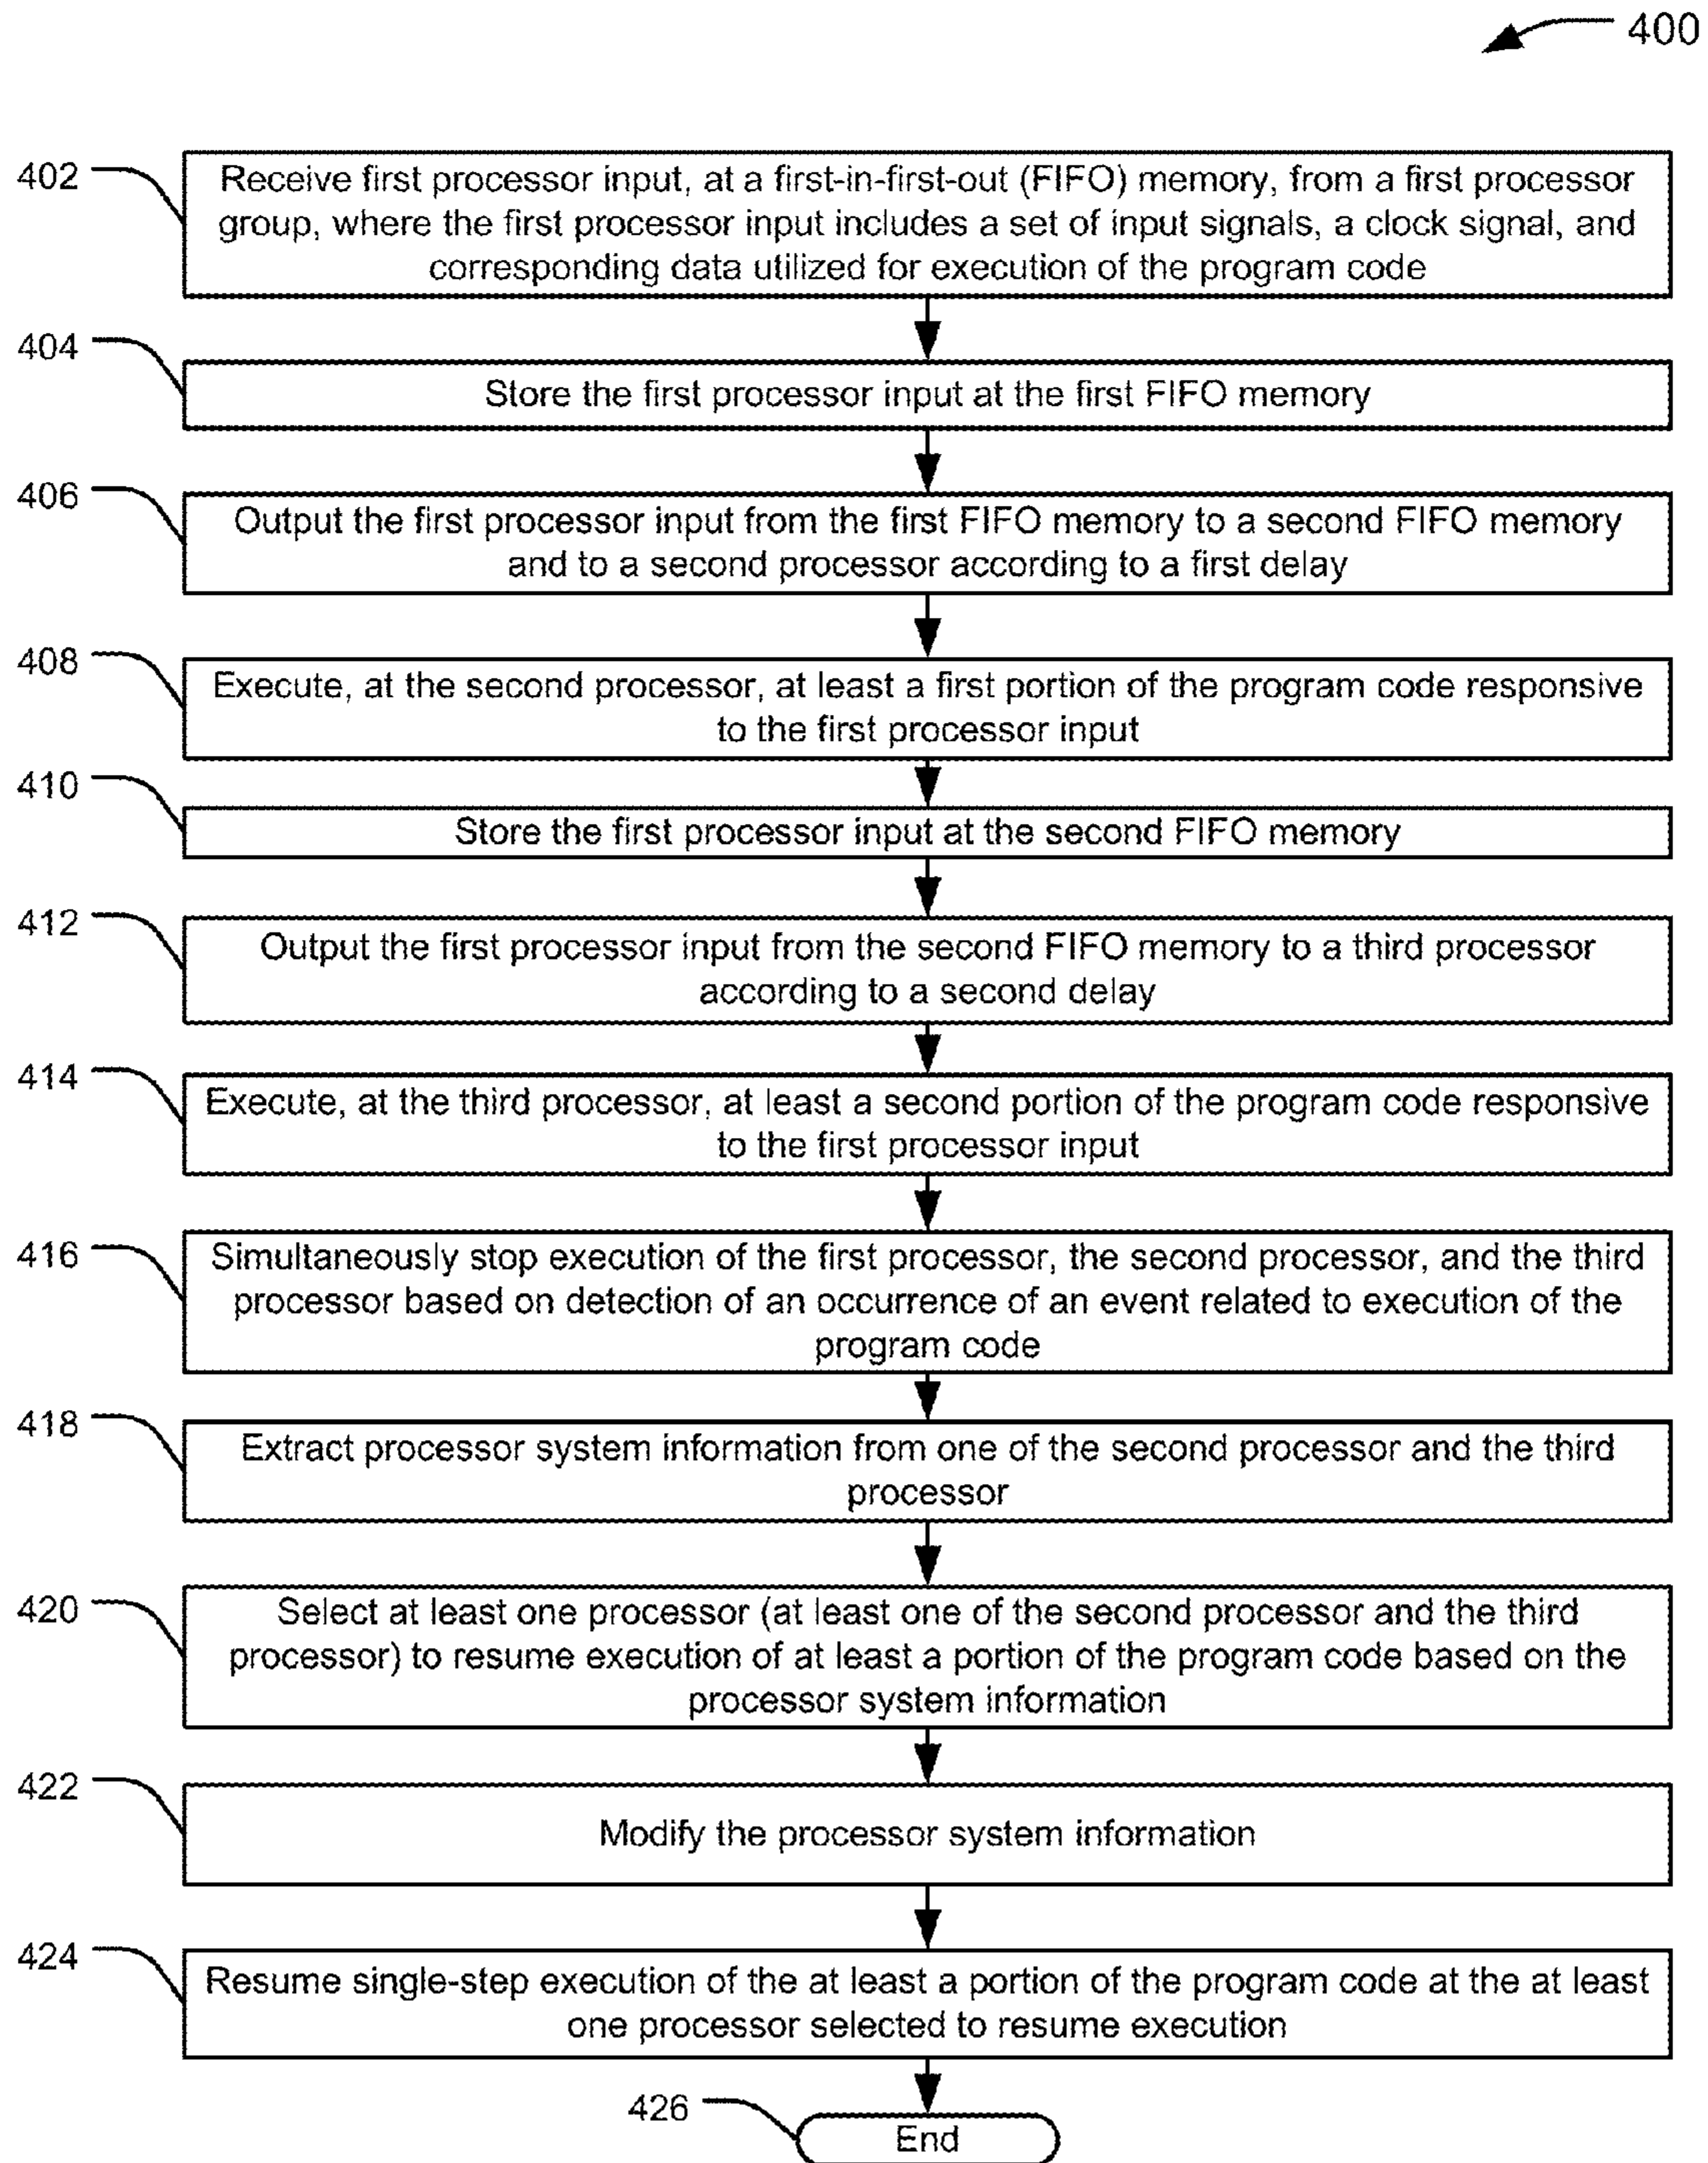 400
402
Receive first processor input, at a first-in-first-out (FIFO) memory, from a first processor
group, where the first processor input includes a set of input signals, a clock signal, and
corresponding data utilized for execution of the program code
404
Store the first processor input at the first FIFO memory
406
Output the first processor input from the first FIFO memory to a second FIFO memory
and to a second processor according to a first delay
408
Execute, at the second processor, at least a first portion of the program code responsive
to the first processor input
410
Store the first processor input at the second FIFO memory
412
Output the first processor input from the second FIFO memory to a third processor
according to a second delay
414
Execute, at the third processor, at least a second portion of the program code responsive
to the first processor input
416
Simultaneously stop execution of the first processor, the second processor, and the third
processor based on detection of an occurrence of an event related to execution of the
program code
418
Extract processor system information from one of the second processor and the third
processor
420
Select at least one processor (at least one of the second processor and the third
processor) to resume execution of at least a portion of the program code based on the
processor system information
422
Modify the processor system information
424
Resume single-step execution of the at least a portion of the program code at the at least
one processor selected to resume execution
426
End